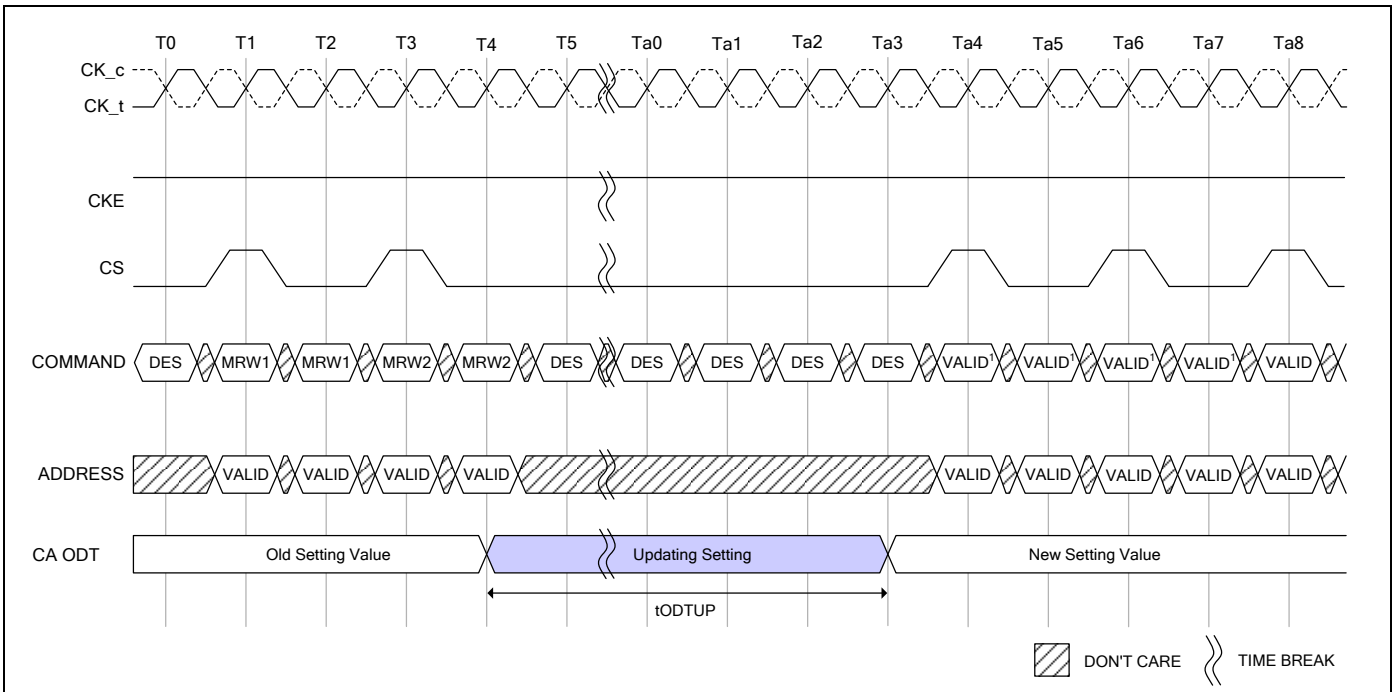 T0 T1 T2 T3 T4 T5 Ta0 Ta1 Ta2 Ta3 Ta4 Ta5 Ta6 Ta7 Ta8
CK_c
CK_t
CKE
CS
COMMAND DES MRW1 MRW1 MRW2 MRW2 DES DES DES DES DES VALID¹ VALID¹ VALID¹ VALID¹ VALID
ADDRESS VALID VALID VALID VALID VALID VALID VALID VALID VALID
CA ODT Old Setting Value Updating Setting New Setting Value
tODTUP
DON'T CARE TIME BREAK